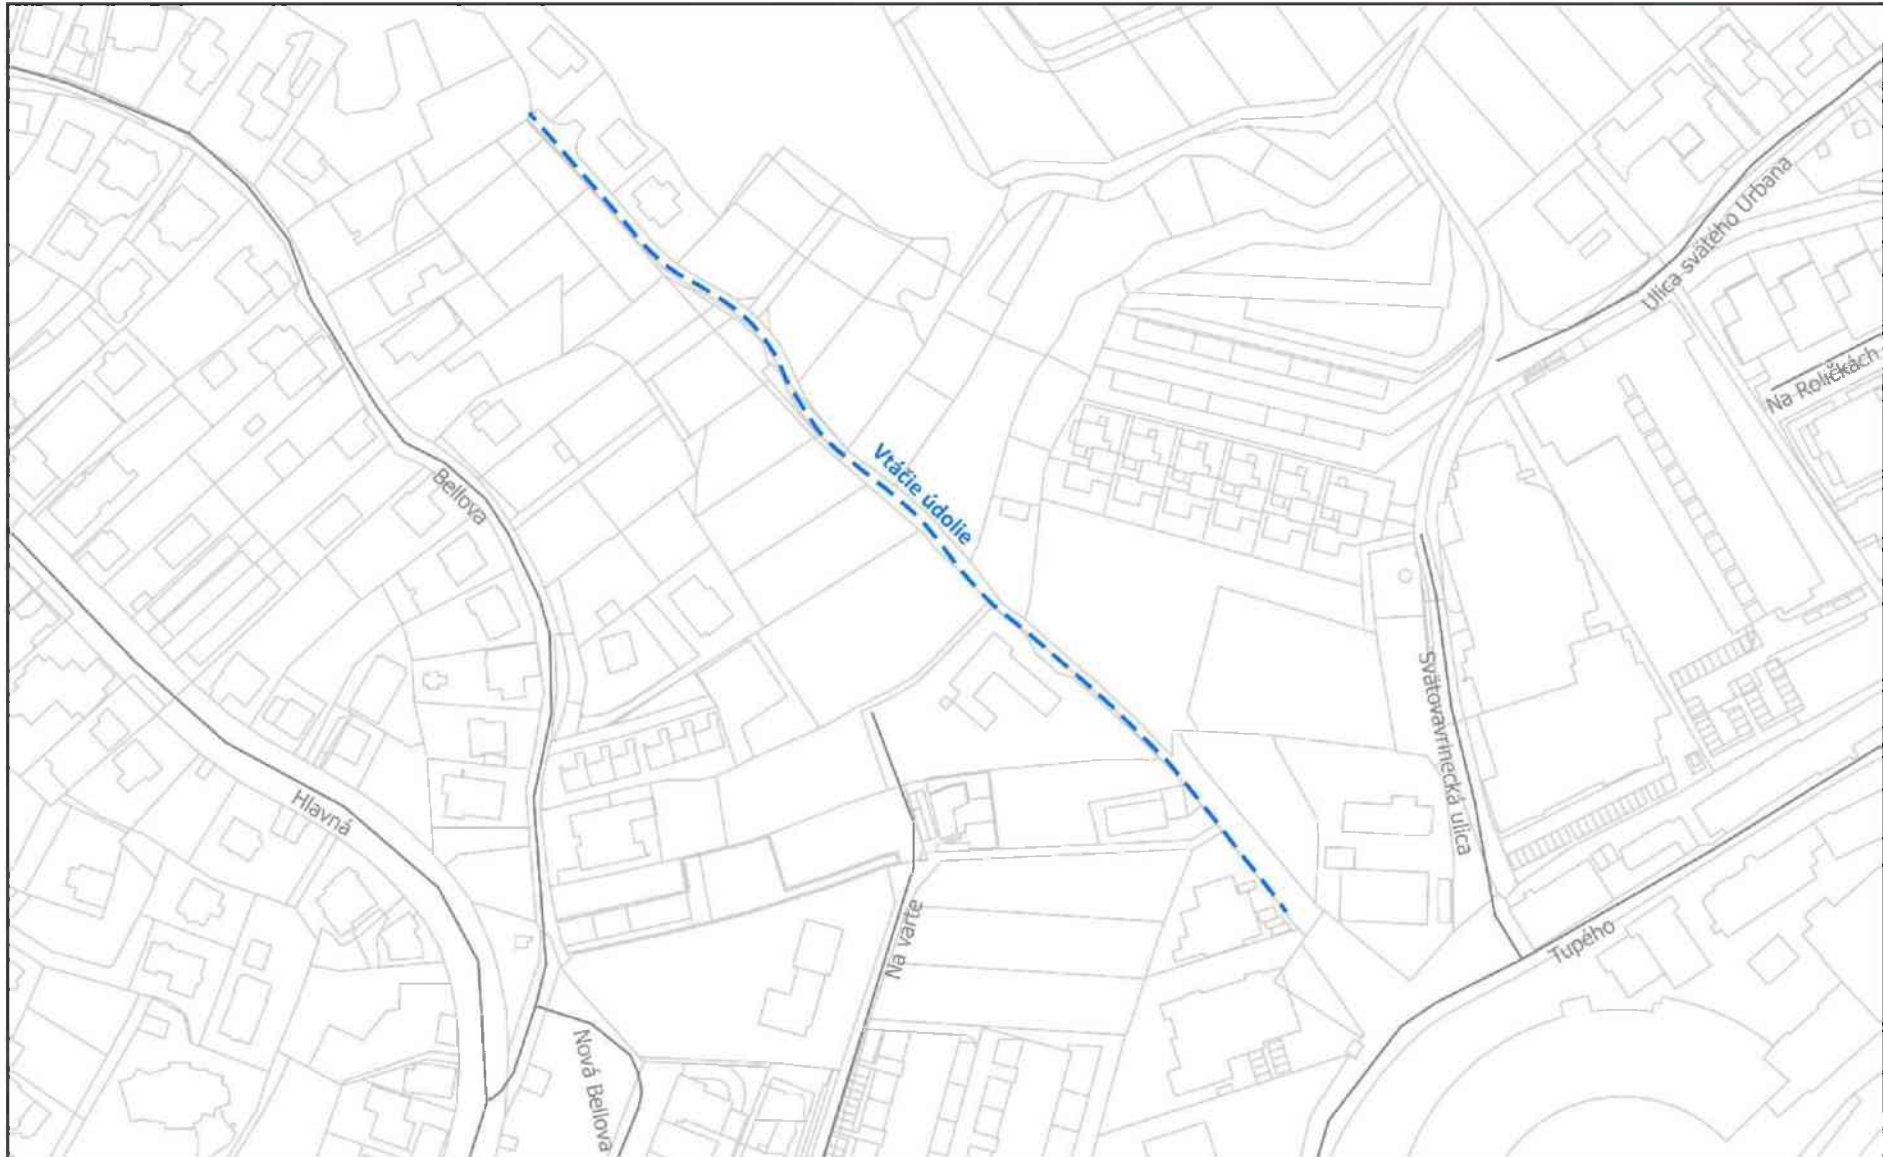 Ulica svätého Urbana
Na Roličkách
Bellova
Vtáčie údolie
Svätovavrinecká ulica
Hlavná
Na varte
Tupého
Nová Bellova